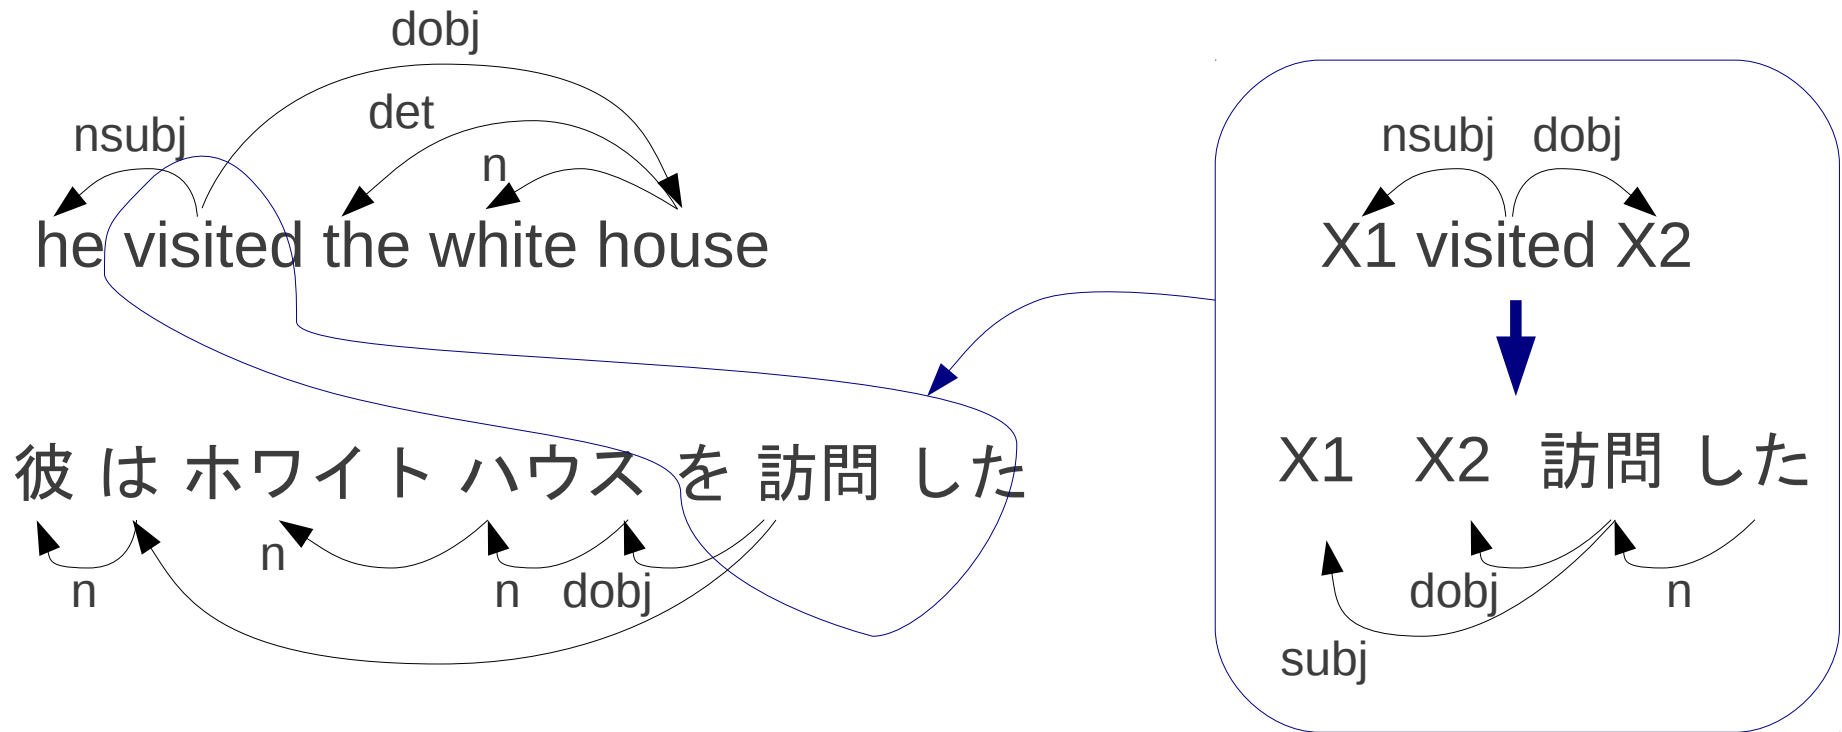 dobj
det
nsubj
n
he visited the white house
彼 は ホワイト ハウス を 訪問 した
n
n
n
dobj
nsubj dobj
X1 visited X2
X1 X2 訪問 した
dobj
n
subj